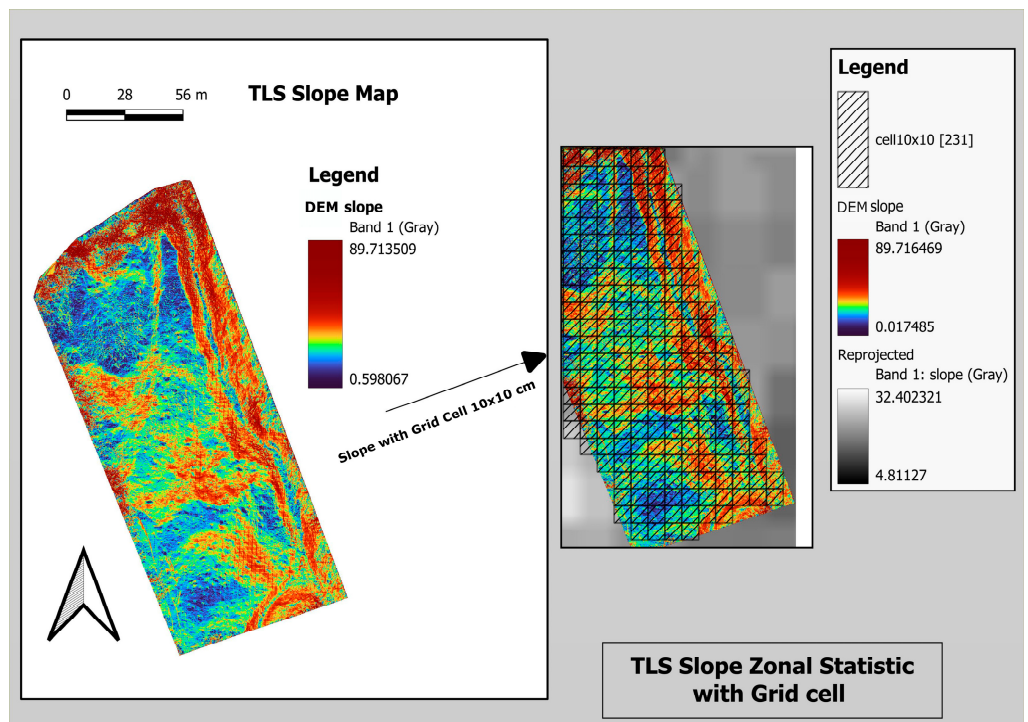 0 28 56 m
TLS Slope Map
Legend
DEM slope
Band 1 (Gray)
89.713509
0.598067
Slope with Grid Cell 10x10 cm
Legend
cell10x10 [231]
DEM slope
Band 1 (Gray)
89.716469
0.017485
Reprojected
Band 1: slope (Gray)
32.402321
4.81127
TLS Slope Zonal Statistic
with Grid cell